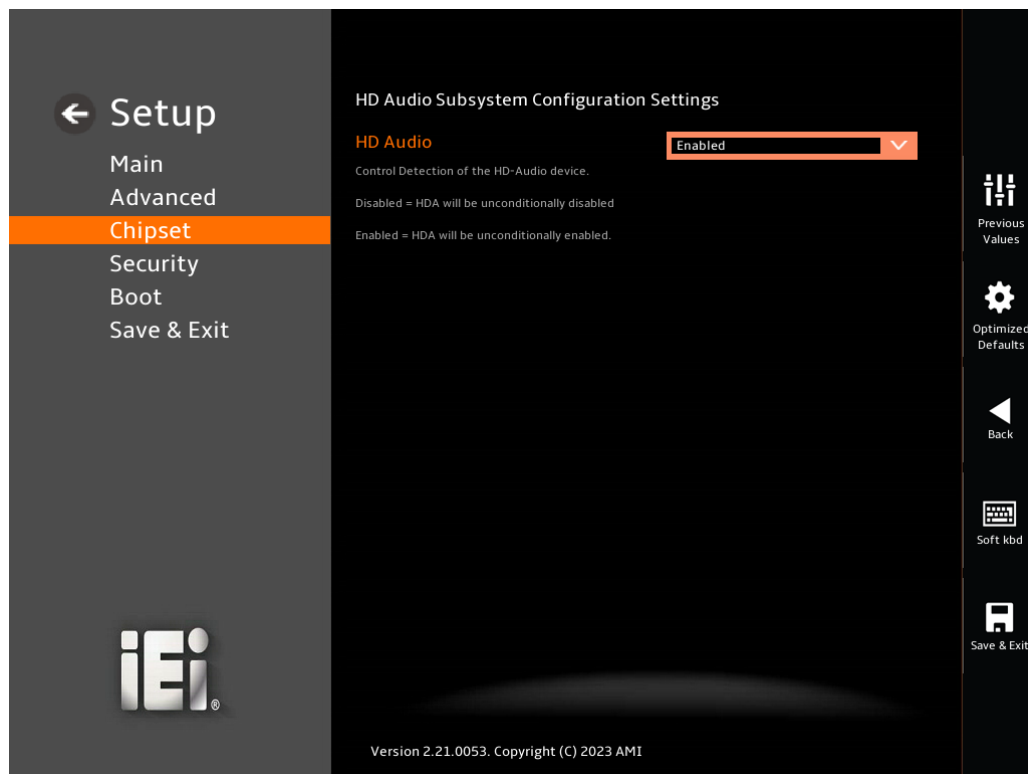 Setup
Main
Advanced
Chipset
Security
Boot
Save & Exit
iEi®
HD Audio Subsystem Configuration Settings
HD Audio
Enabled
Control Detection of the HD-Audio device.
Disabled = HDA will be unconditionally disabled
Enabled = HDA will be unconditionally enabled.
Version 2.21.0053. Copyright (C) 2023 AMI
Previous
Values
Optimized
Defaults
Back
Soft kbd
Save & Exit